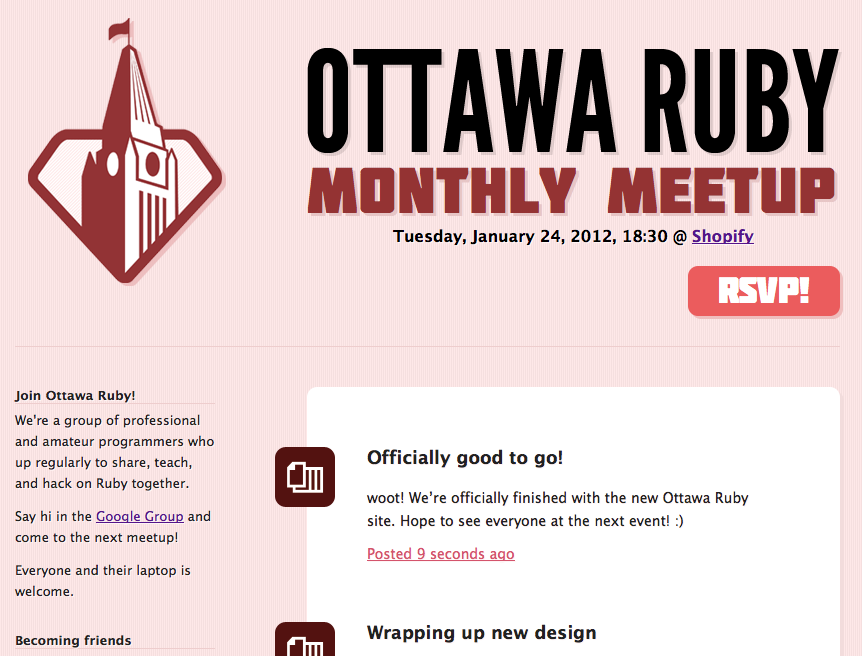 OTTAWA RUBY
MONTHLY MEETUP
Tuesday, January 24, 2012, 18:30 @ Shopify
RSVP!
Join Ottawa Ruby!
We're a group of professional
and amateur programmers who
up regularly to share, teach,
and hack on Ruby together.
Say hi in the Google Group and
come to the next meetup!
Everyone and their laptop is
welcome.
Becoming friends
Officially good to go!
woot! We’re officially finished with the new Ottawa Ruby
site. Hope to see everyone at the next event! :)
Posted 9 seconds ago
Wrapping up new design